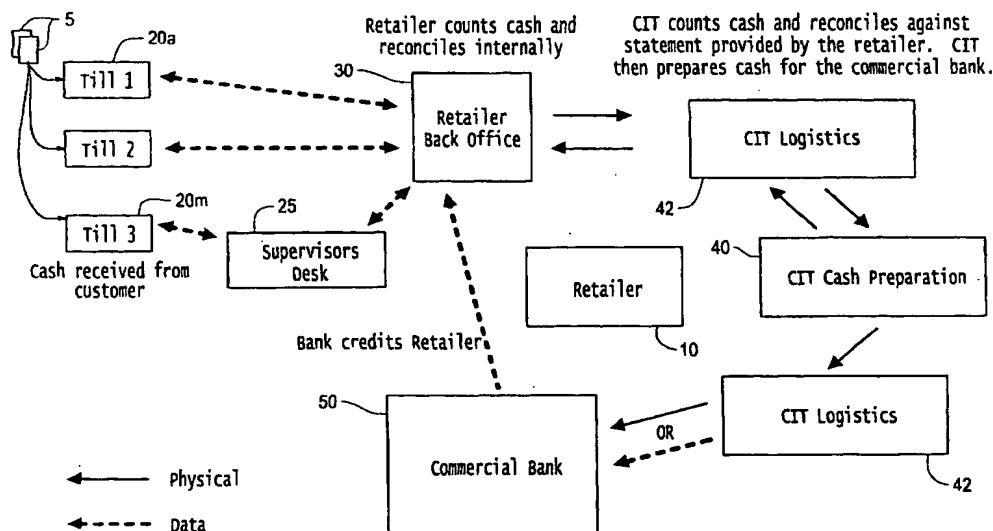 5
20a
Till 1
Till 2
20m
Till 3
Cash received from
customer
25
Supervisors
Desk
Retailer counts cash and
reconciles internally
30
Retailer
Back Office
CIT counts cash and reconciles against
statement provided by the retailer. CIT
then prepares cash for the commercial bank.
CIT Logistics
42
40
CIT Cash Preparation
Retailer
10
Bank credits Retailer
50
Commercial Bank
OR
CIT Logistics
42
Physical
Data